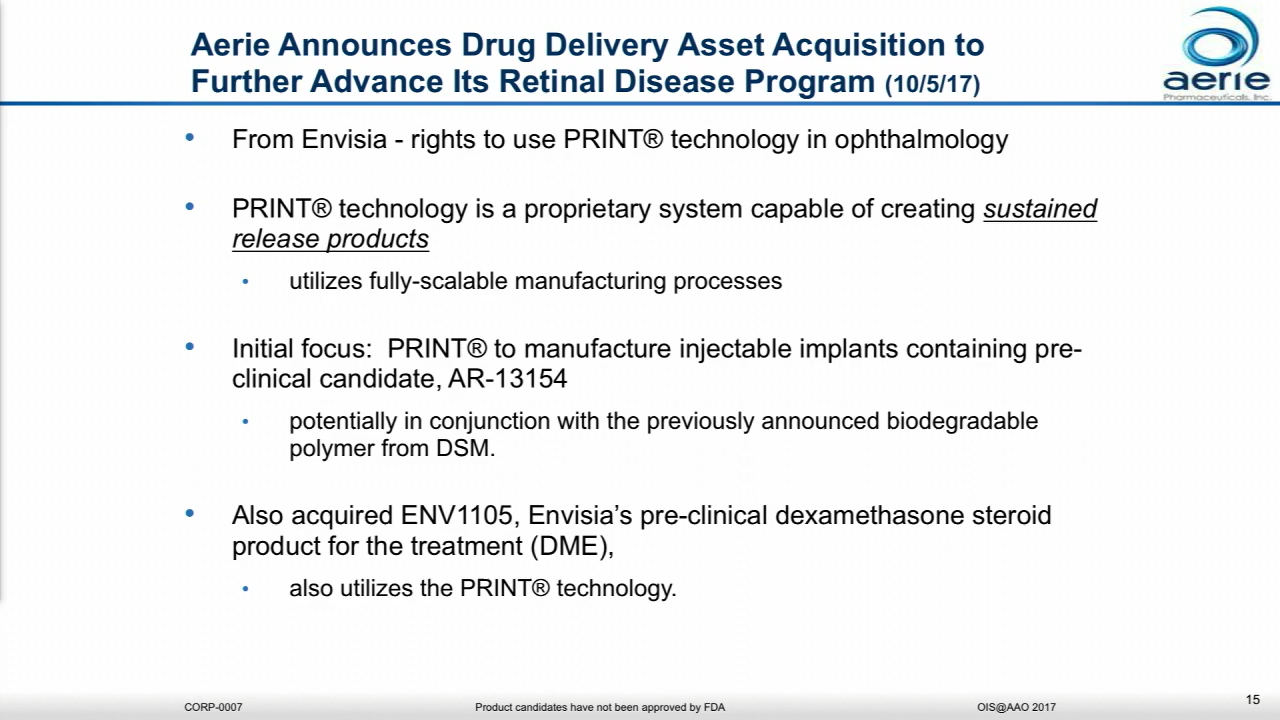 Aerie Announces Drug Delivery Asset Acquisition to
Further Advance Its Retinal Disease Program (10/5/17)
aerie
Pharmaceuticals, Inc.
• From Envisia - rights to use PRINT® technology in ophthalmology
• PRINT® technology is a proprietary system capable of creating sustained
release products
• utilizes fully-scalable manufacturing processes
• Initial focus:  PRINT® to manufacture injectable implants containing pre-
clinical candidate, AR-13154
• potentially in conjunction with the previously announced biodegradable
polymer from DSM.
• Also acquired ENV1105, Envisia’s pre-clinical dexamethasone steroid
product for the treatment (DME),
• also utilizes the PRINT® technology.
CORP-0007 Product candidates have not been approved by FDA OIS@AAO 2017 15